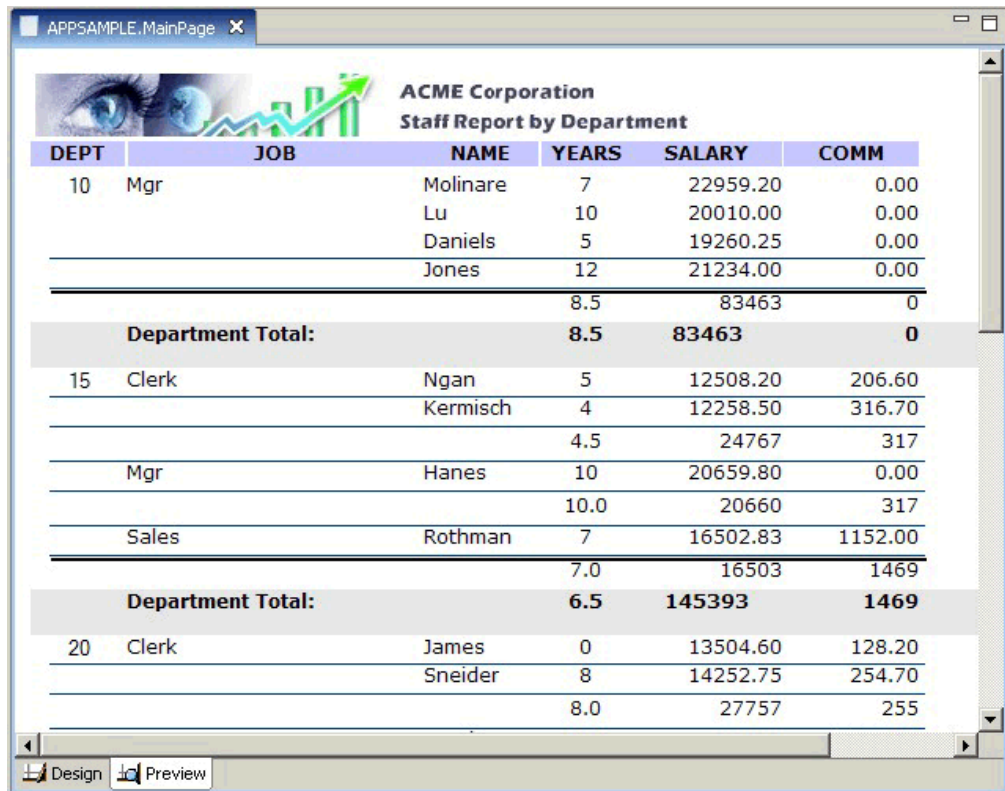 APPSAMPLE.MainPage
ACME Corporation
Staff Report by Department
DEPT JOB NAME YEARS SALARY COMM
10 Mgr Molinare 7 22959.20 0.00
Lu 10 20010.00 0.00
Daniels 5 19260.25 0.00
Jones 12 21234.00 0.00
8.5 83463 0
Department Total: 8.5 83463 0
15 Clerk Ngan 5 12508.20 206.60
Kermisch 4 12258.50 316.70
4.5 24767 317
Mgr Hanes 10 20659.80 0.00
10.0 20660 317
Sales Rothman 7 16502.83 1152.00
7.0 16503 1469
Department Total: 6.5 145393 1469
20 Clerk James 0 13504.60 128.20
Sneider 8 14252.75 254.70
8.0 27757 255
Design Preview